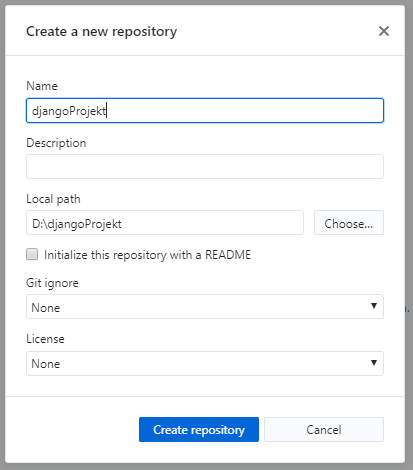 Create a new repository
Name
djangoProjekt
Description
Local path
D:\djangoProjekt
Choose...
Initialize this repository with a README
Git ignore
None
License
None
Create repository
Cancel